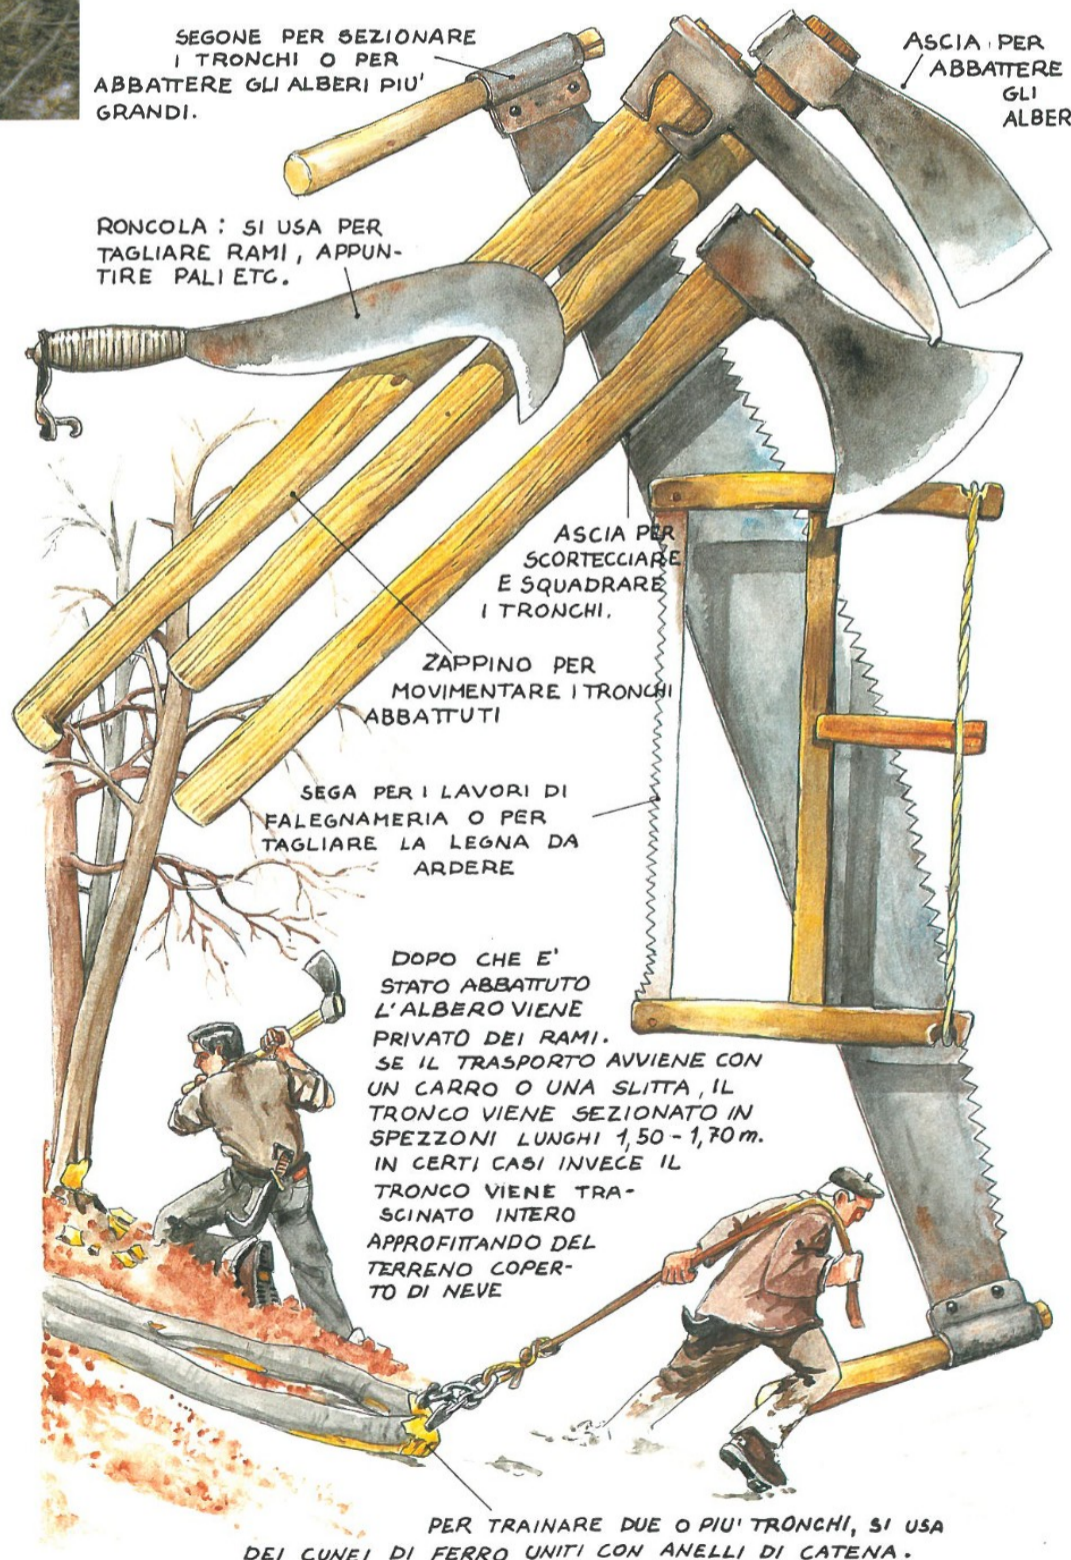 SEGONE PER SEZIONARE
I TRONCHI O PER
ABBATTERE GLI ALBERI PIU'
GRANDI.
ASCIA PER
ABBATTERE
GLI
ALBER
RONCOLA: SI USA PER
TAGLIARE RAMI, APPUN-
TIRE PALI ETC.
ASCIA PER
SCORTECCIARE
E SQUADRARE
I TRONCHI.
ZAPPINO PER
MOVIMENTARE I TRONCHI
ABBATTUTI
SEGA PER I LAVORI DI
FALEGNAMERIA O PER
TAGLIARE LA LEGNA DA
ARDERE
DOPO CHE E'
STATO ABBATTUTO
L'ALBERO VIENE
PRIVATO DEI RAMI.
SE IL TRASPORTO AVVIENE CON
UN CARRO O UNA SLITTA, IL
TRONCO VIENE SEZIONATO IN
SPEZZONI LUNGHI 1,50 - 1,70 m.
IN CERTI CASI INVECE IL
TRONCO VIENE TRA-
SCINATO INTERO
APPROFITTANDO DEL
TERRENO COPER-
TO DI NEVE
PER TRAINARE DUE O PIU' TRONCHI, SI USA
DEI CUNEI DI FERRO UNITI CON ANELLI DI CATENA.